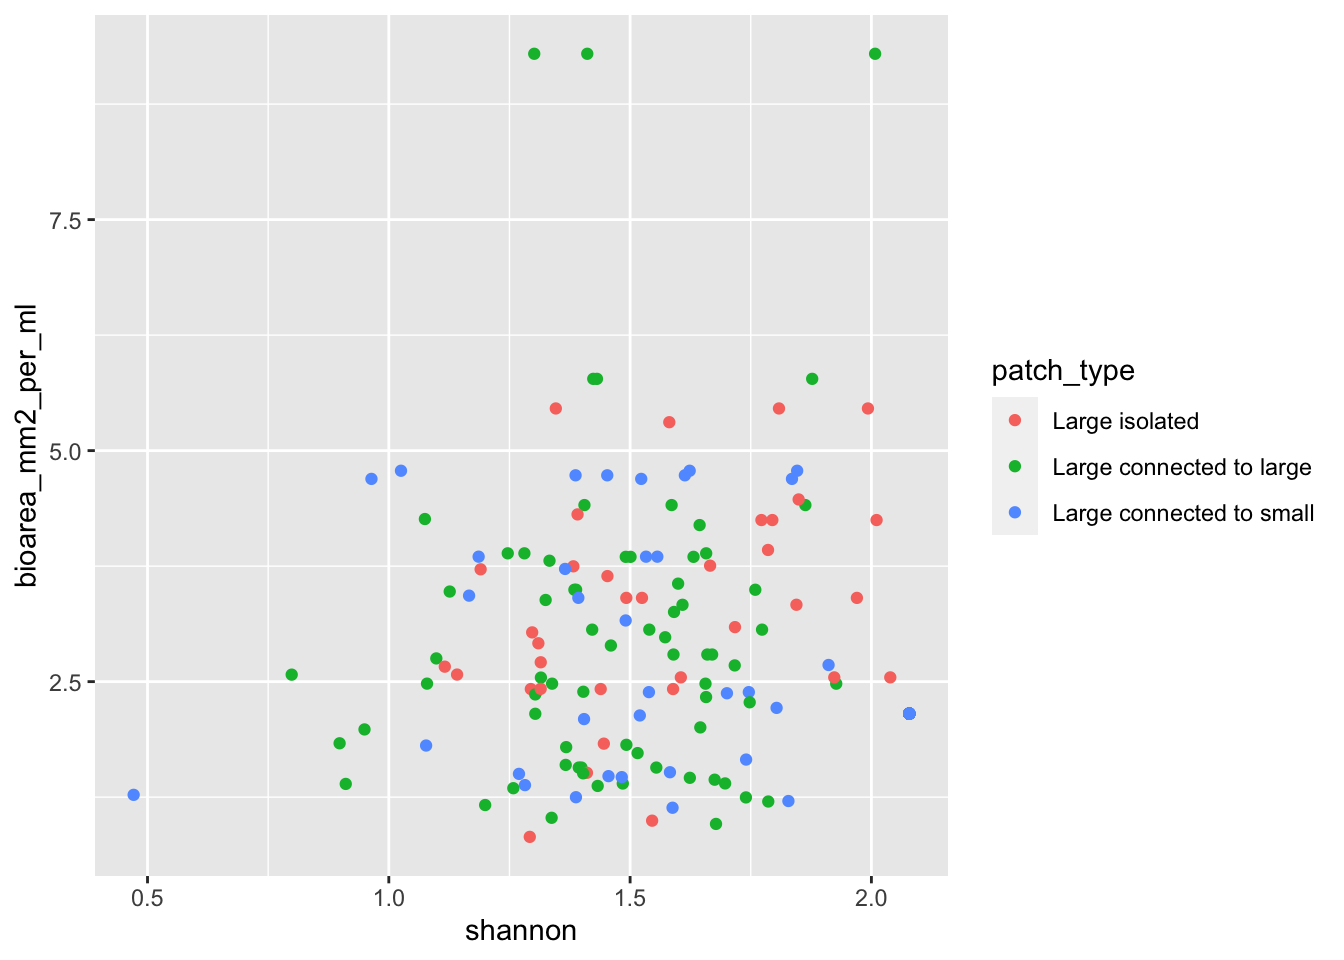 7.5
5.0
2.5
bioarea_mm2_per_ml
0.5
1.0
1.5
2.0
shannon
patch_type
Large isolated
Large connected to large
Large connected to small